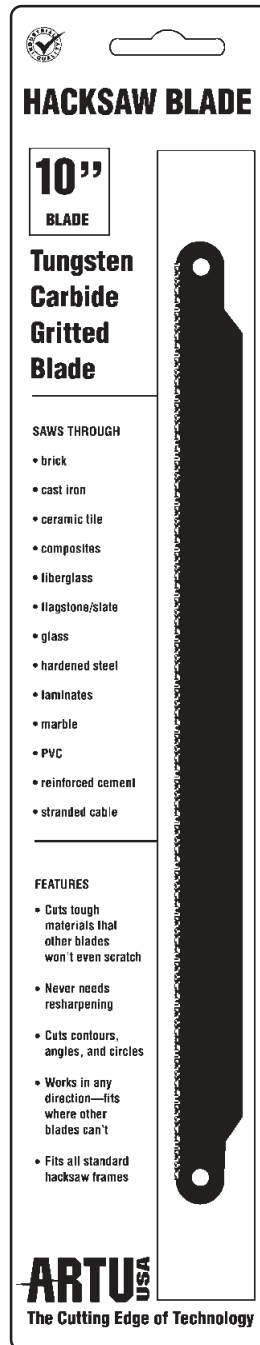 INDUSTRIAL QUALITY
HACKSAW BLADE
10”
BLADE
Tungsten
Carbide
Gritted
Blade
SAWS THROUGH
• brick
• cast iron
• ceramic tile
• composites
• fiberglass
• flagstone/slate
• glass
• hardened steel
• laminates
• marble
• PVC
• reinforced cement
• stranded cable
FEATURES
• Cuts tough
materials that
other blades
won't even scratch
• Never needs
resharpening
• Cuts contours,
angles, and circles
• Works in any
direction—fits
where other
blades can't
• Fits all standard
hacksaw frames
ARTU USA
The Cutting Edge of Technology